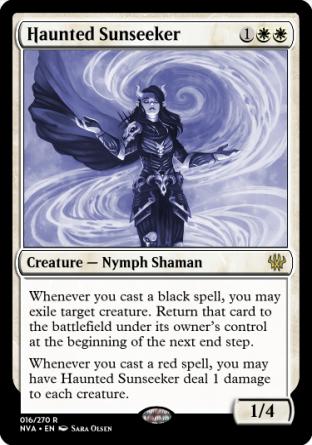 Haunted Sunseeker 1
Creature — Nymph Shaman
Whenever you cast a black spell, you may
exile target creature. Return that card to
the battlefield under its owner's control
at the beginning of the next end step.
Whenever you cast a red spell, you may
have Haunted Sunseeker deal 1 damage
to each creature.
1/4
016/270 R
NVA • EN Sara Olsen